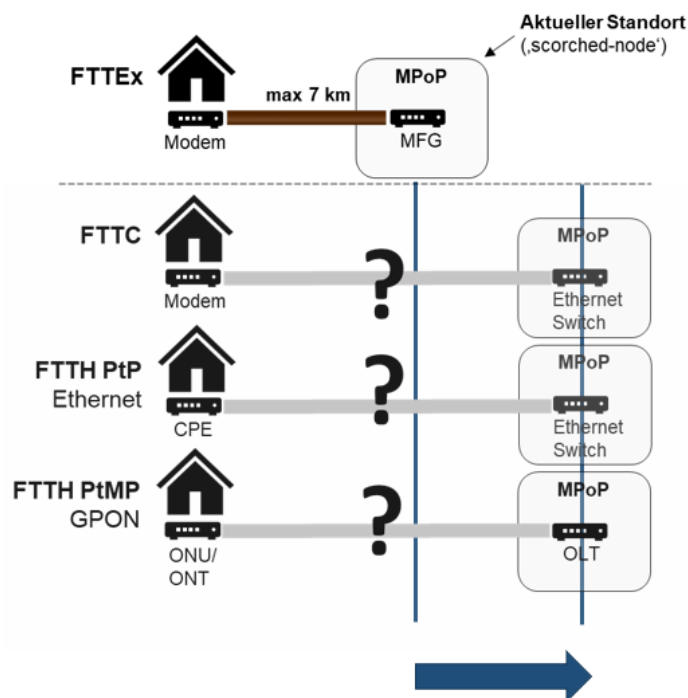 Aktueller Standort
(‚scorched-node‘)
FTTEx
MPoP
max 7 km
Modem
MFG
FTTC
MPoP
Modem
Ethernet
Switch
?
FTTH PtP
Ethernet
MPoP
CPE
Ethernet
Switch
?
FTTH PtMP
GPON
MPoP
ONU/
ONT
OLT
?